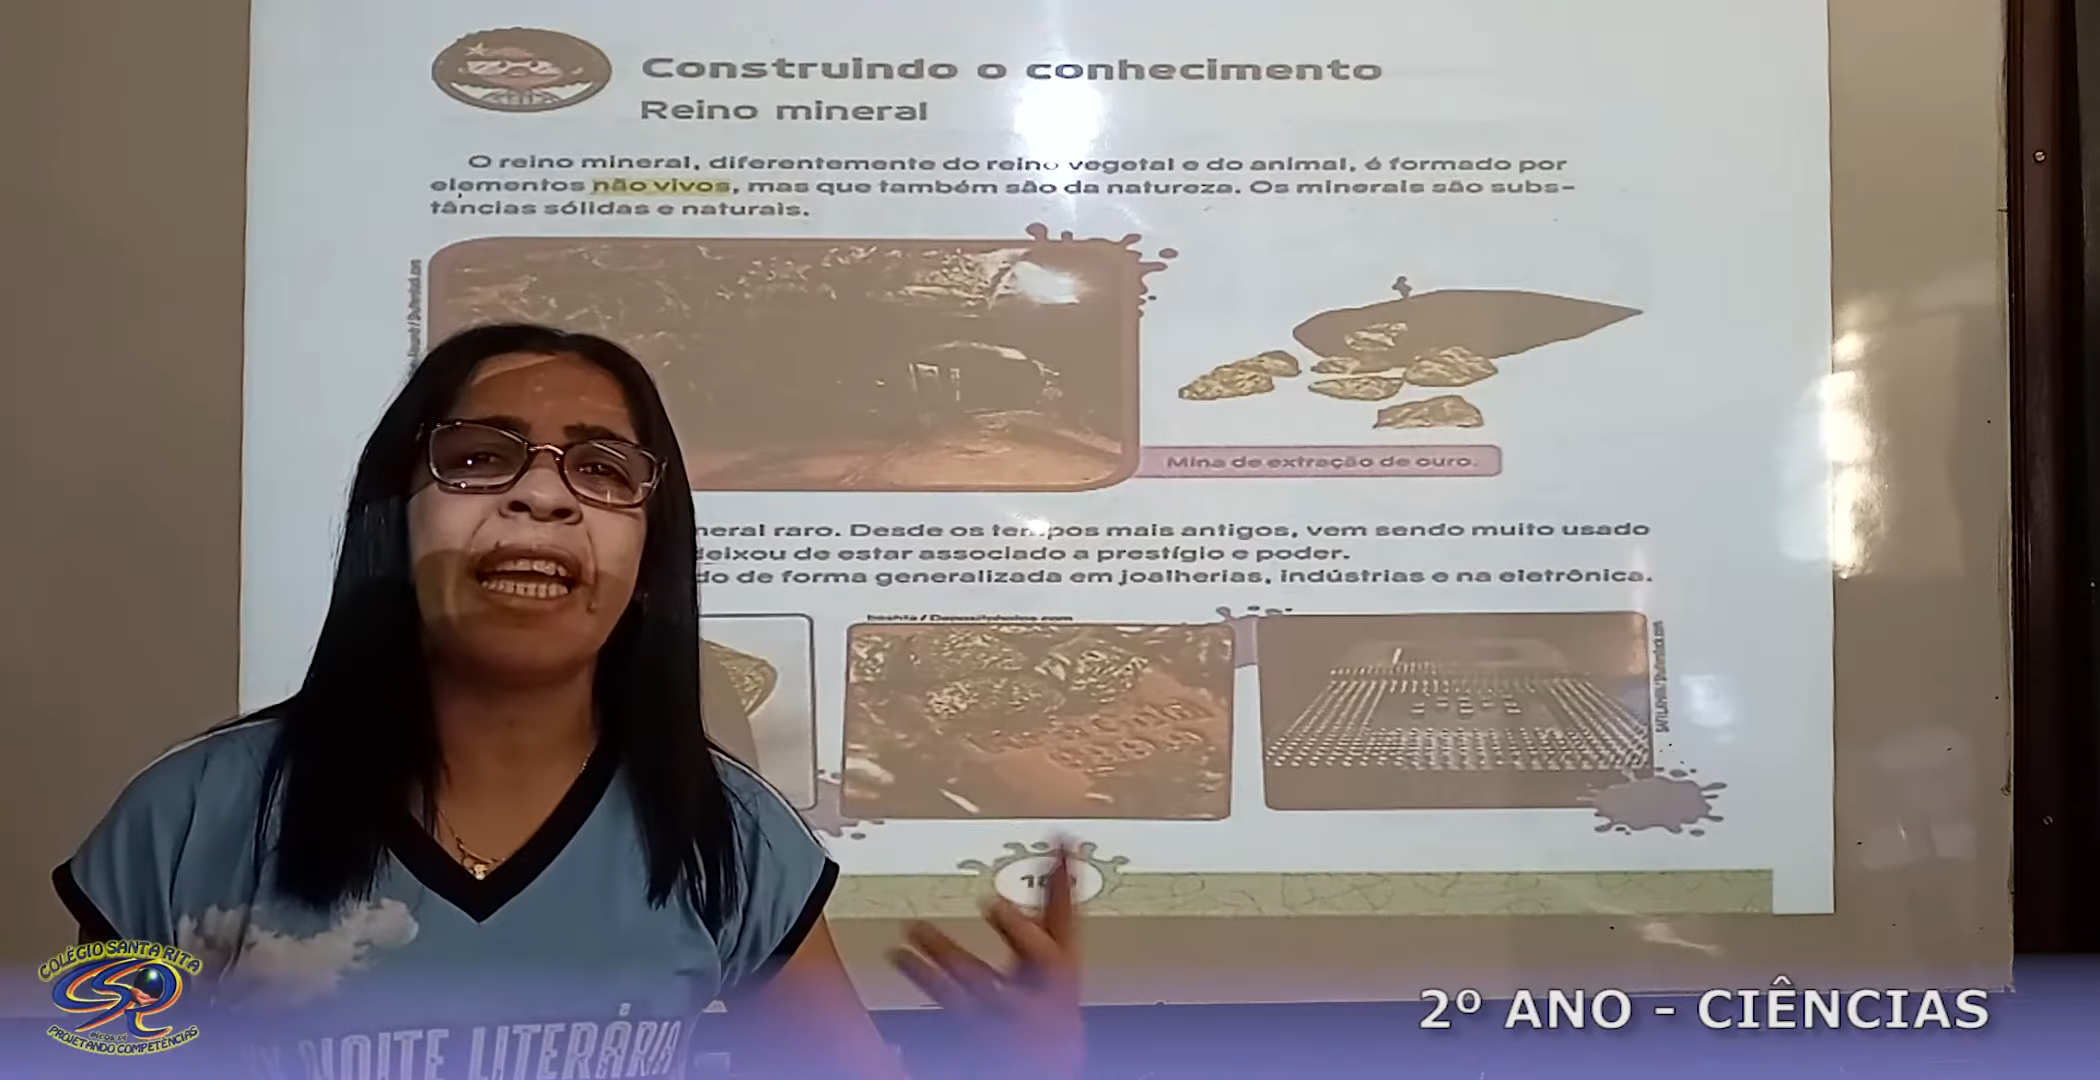 Construindo o conhecimento
Reino mineral
O reino mineral, diferentemente do reino vegetal e do animal, é formado por
elementos não vivos, mas que também são da natureza. Os minerais são subs-
tâncias sólidas e naturais.
Mina de extração de ouro.
neral raro. Desde os tempos mais antigos, vem sendo muito usado
deixou de estar associado a prestígio e poder.
do de forma generalizada em joalherias, indústrias e na eletrônica.
/ Depositphotos.com
COLÉGIO SANTA RITA
PROJETANDO COMPETÊNCIAS
NOITE LITERÁRIA
2º ANO - CIÊNCIAS